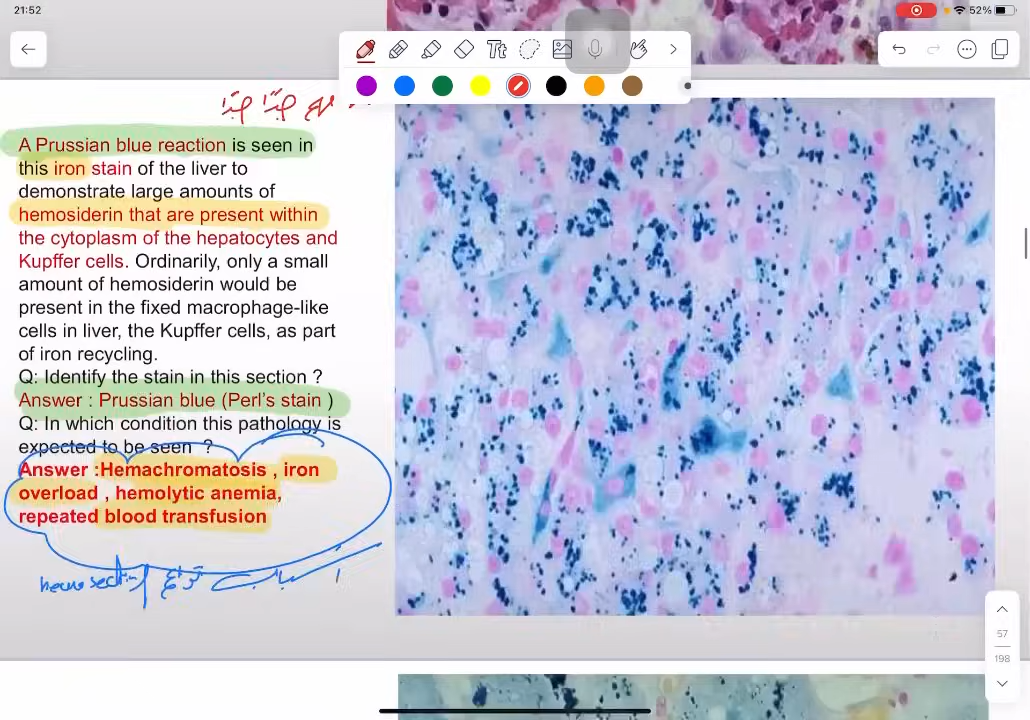 21:52
52%
Tt
A Prussian blue reaction is seen in
this iron stain of the liver to
demonstrate large amounts of
hemosiderin that are present within
the cytoplasm of the hepatocytes and
Kupffer cells. Ordinarily, only a small
amount of hemosiderin would be
present in the fixed macrophage-like
cells in liver, the Kupffer cells, as part
of iron recycling.
Q: Identify the stain in this section ?
Answer : Prussian blue (Perl's stain )
Q: In which condition this pathology is
expected to be seen ?
Answer :Hemachromatosis , iron
overload , hemolytic anemia,
repeated blood transfusion
57
198